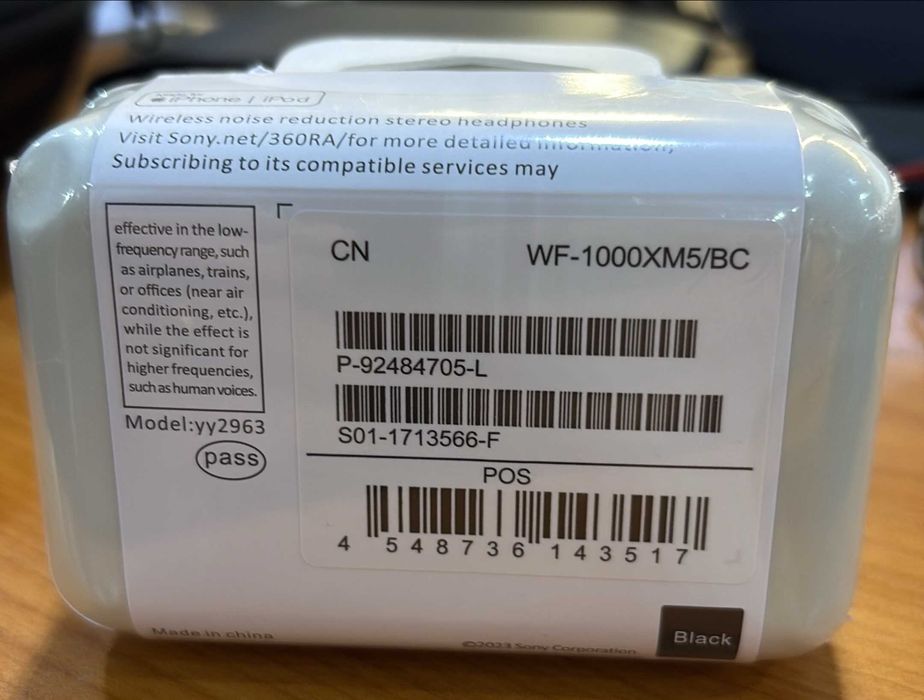 iPhone | iPod
Wireless noise reduction stereo headphones
Visit Sony.net/360RA/for more detailed information,
Subscribing to its compatible services may
effective in the low-
frequency range, such
as airplanes, trains,
or offices (near air
conditioning, etc.),
while the effect is
not significant for
higher frequencies,
such as human voices.
Model:yy2963
pass
CN WF-1000XM5/BC
P-92484705-L
S01-1713566-F
POS
4 548736 143517
Made in china
©2023 Sony Corporation
Black